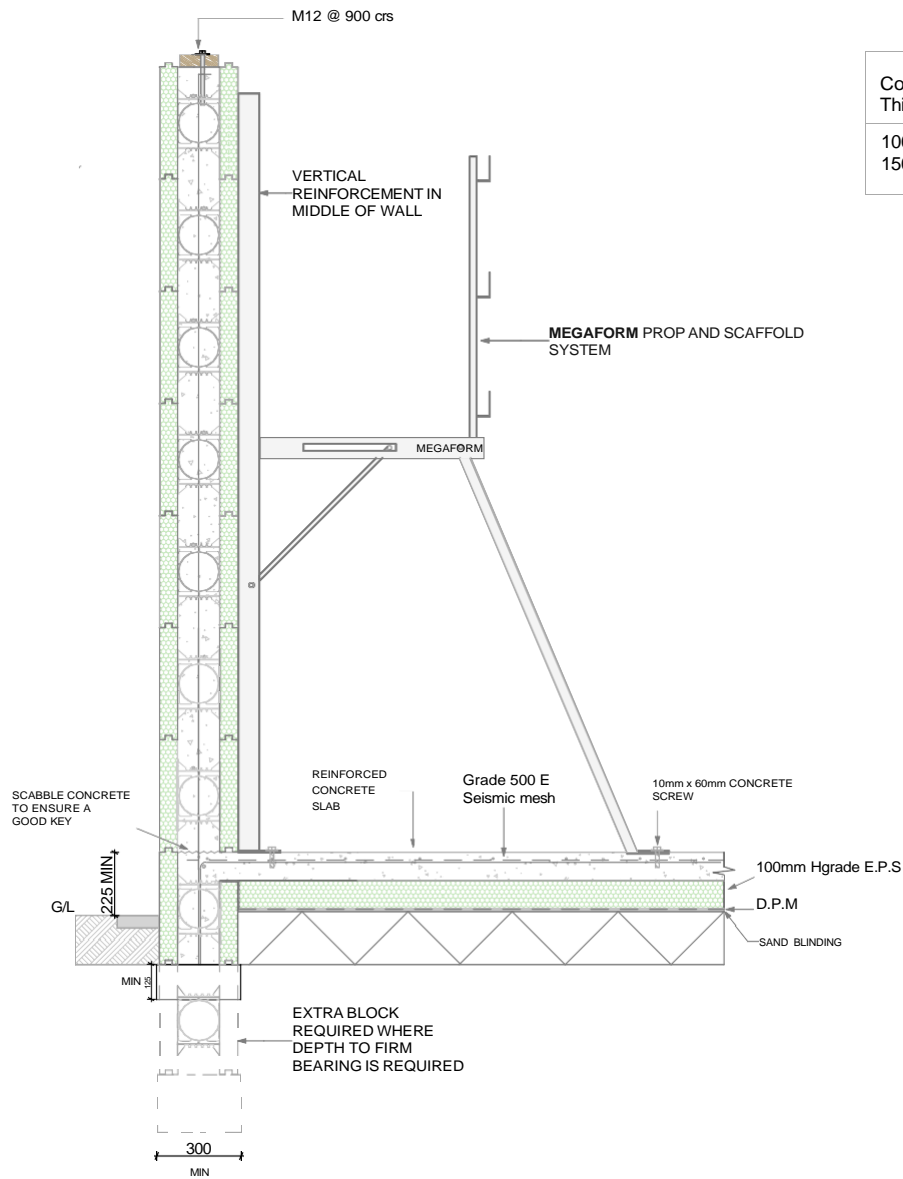 M12 @ 900 crs
VERTICAL
REINFORCEMENT IN
MIDDLE OF WALL
MEGAFORM PROP AND SCAFFOLD
SYSTEM
MEGAFORM
SCABBLE CONCRETE
TO ENSURE A
GOOD KEY
REINFORCED
CONCRETE
SLAB
Grade 500 E
Seismic mesh
10mm x 60mm CONCRETE
SCREW
225 MIN
100mm Hgrade E.P.S
G/L
D.P.M
SAND BLINDING
MIN 125
EXTRA BLOCK
REQUIRED WHERE
DEPTH TO FIRM
BEARING IS REQUIRED
300
MIN
Co
Thi
100
150